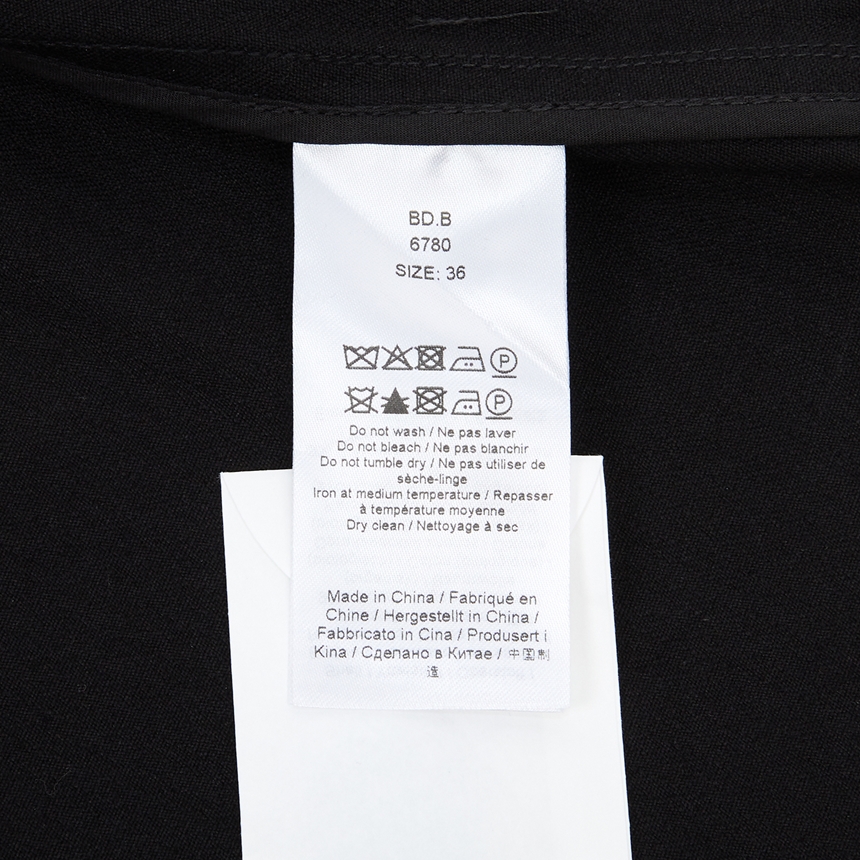 BD.B
6780
SIZE: 36
P
P
Do not wash / Ne pas laver
Do not bleach / Ne pas blanchir
Do not tumble dry / Ne pas utiliser de
sèche-linge
Iron at medium temperature / Repasser
à température moyenne
Dry clean / Nettoyage à sec
Made in China / Fabriqué en
Chine / Hergestellt in China /
Fabbricato in Cina / Produsert i
Kina / Сделано в Китае / 中国制
造